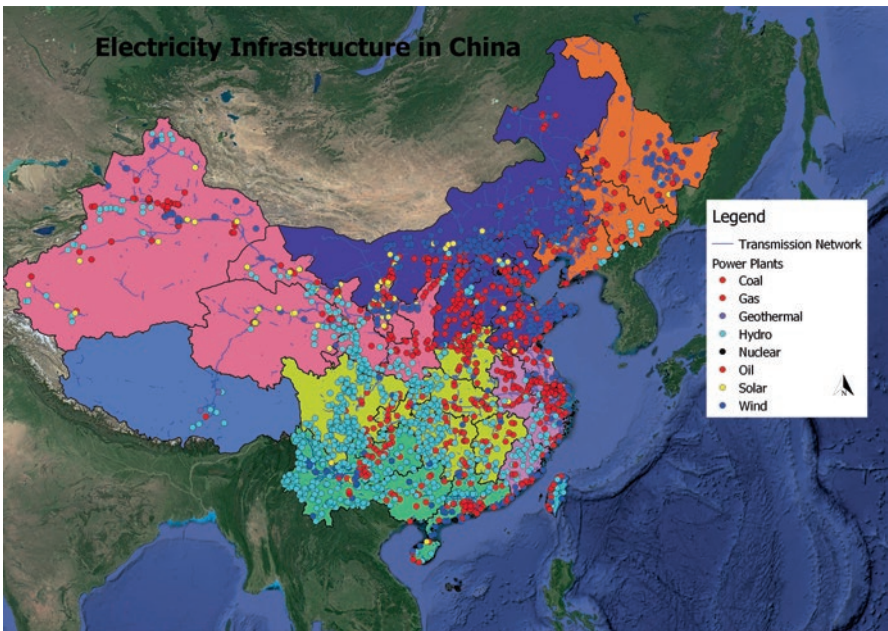 Electricity Infrastructure in China
Legend
Transmission Network
Power Plants
Coal
Gas
Geothermal
Hydro
Nuclear
Oil
Solar
Wind
N